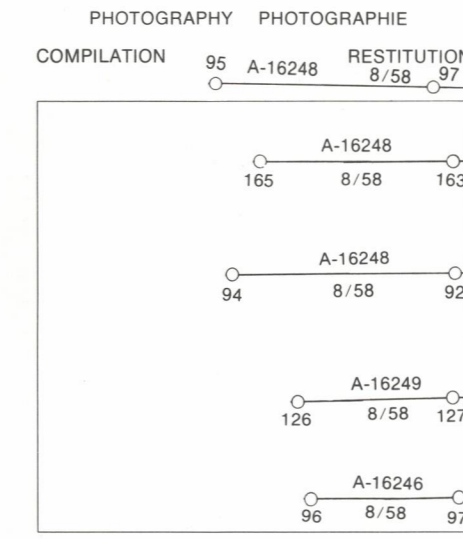 PHOTOGRAPHY PHOTOGRAPHIE
COMPILATION RESTITUTION
95 A-16248 8/58 97
A-16248
165 8/58 163
A-16248
94 8/58 92
A-16249
126 8/58 127
A-16246
96 8/58 97